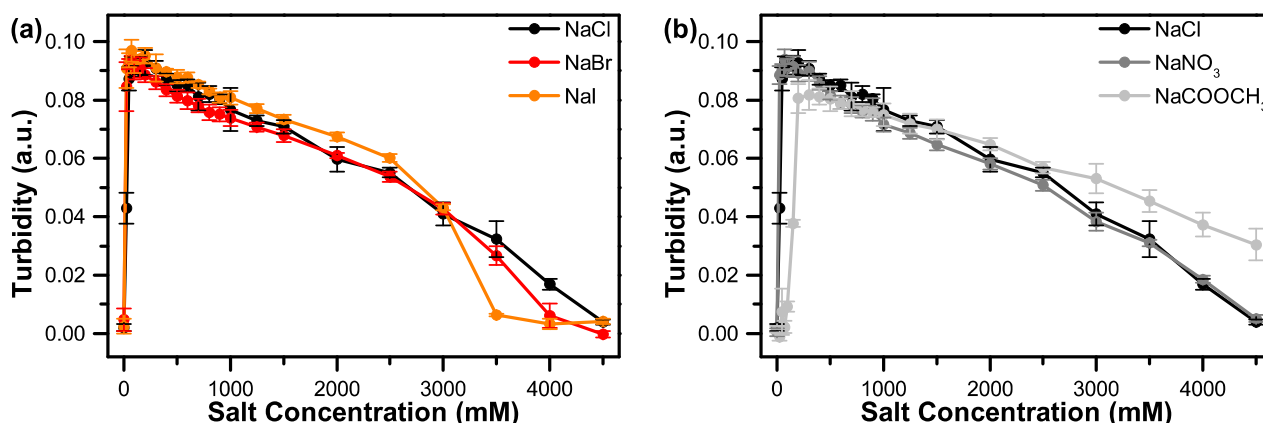 (a)
NaCl
NaBr
NaI
Turbidity (a.u.)
0.10
0.08
0.06
0.04
0.02
0.00
0 1000 2000 3000 4000
Salt Concentration (mM)
(b)
NaCl
NaNO3
NaCOOCH3
Turbidity (a.u.)
0.10
0.08
0.06
0.04
0.02
0.00
0 1000 2000 3000 4000
Salt Concentration (mM)